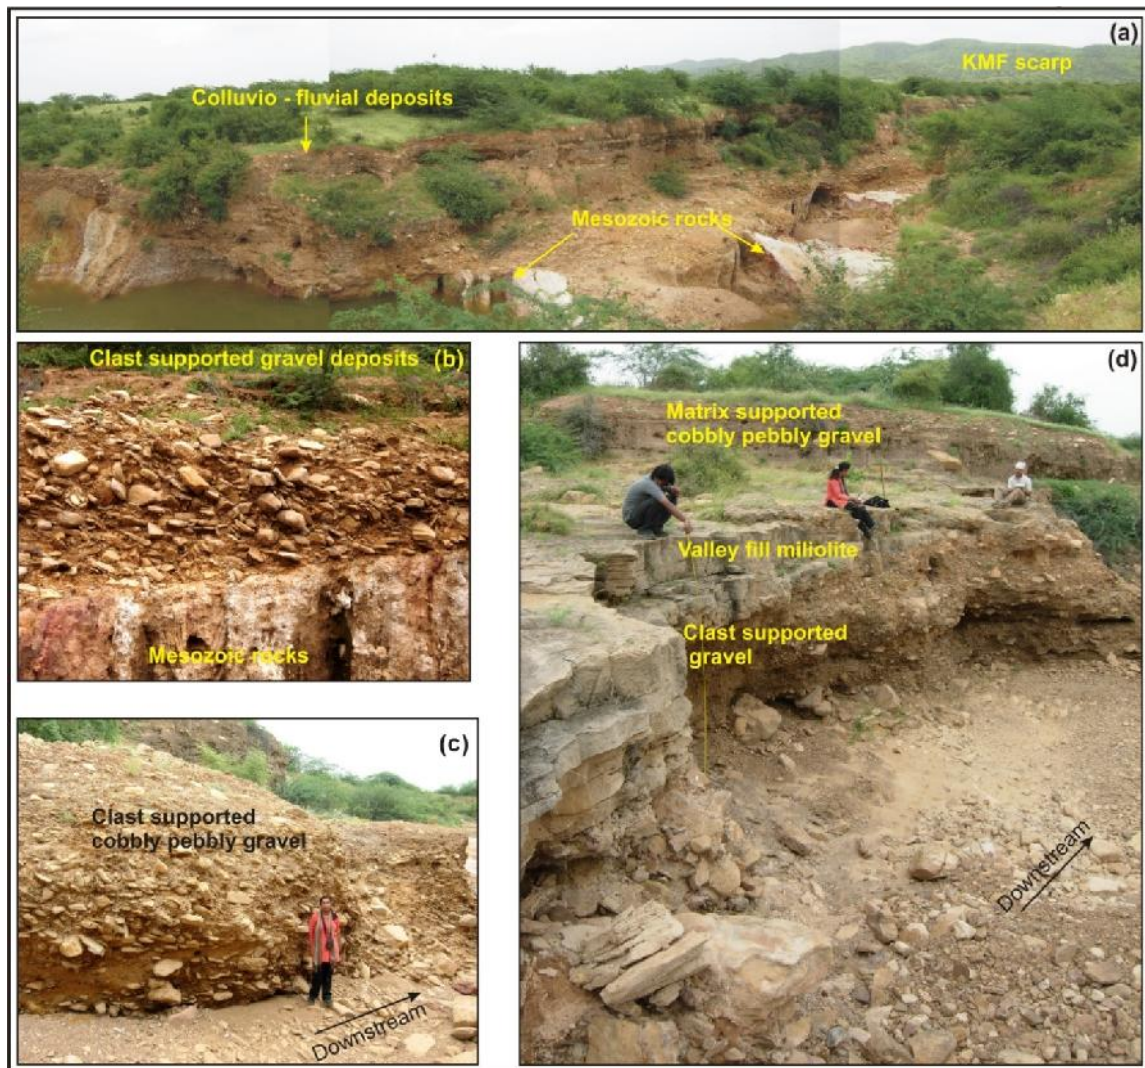 (a)
KMF scarp
Colluvio - fluvial deposits
Mesozoic rocks
Clast supported gravel deposits (b)
Mesozoic rocks
(c)
Clast supported
cobbly pebbly gravel
Downstream
(d)
Matrix supported
cobbly pebbly gravel
Valley fill miliolite
Clast supported
gravel
Downstream